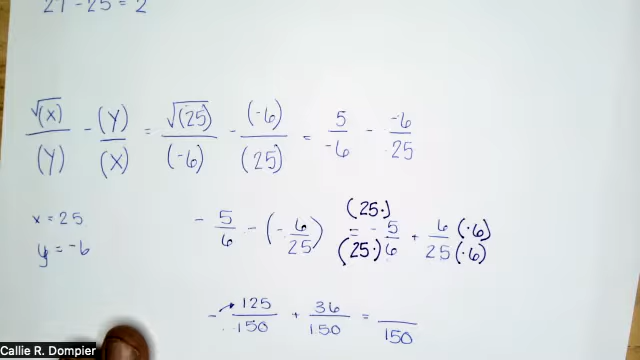 27 - 25 = 2
√(x)/(y) - (y)/(x) = √(25)/(-6) - (-6)/(25) = 5/-6 - -6/25
x = 25
y = -6
- 5/6 - (- 6/25) = (25·)/(25·) - 5/6 + 6/25 (·6)/(·6)
- 125/150 + 36/150 = /150
Callie R. Dompier